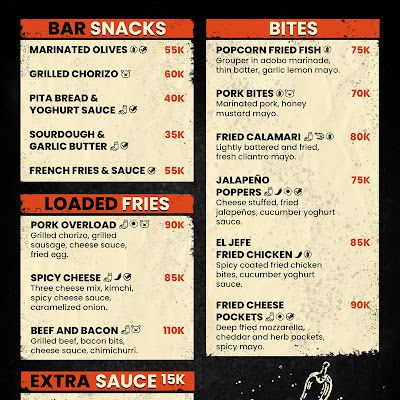 BAR SNACKS
MARINATED OLIVES 55K
GRILLED CHORIZO 60K
PITA BREAD & 40K
YOGHURT SAUCE
SOURDOUGH & 35K
GARLIC BUTTER
FRENCH FRIES & SAUCE 55K
LOADED FRIES
PORK OVERLOAD 90K
Grilled chorizo, grilled
sausage, cheese sauce,
fried egg.
SPICY CHEESE 85K
Three cheese mix, kimchi,
spicy cheese sauce,
caramelized onion.
BEEF AND BACON 110K
Grilled beef, bacon bits,
cheese sauce, chimichurri.
EXTRA SAUCE 15K
BITES
POPCORN FRIED FISH 75K
Grouper in adobo marinade,
thin batter, garlic lemon mayo.
PORK BITES 70K
Marinated pork, honey
mustard mayo.
FRIED CALAMARI 80K
Lightly battered and fried,
fresh cilantro mayo.
JALAPEÑO 75K
POPPERS
Cheese stuffed, fried
jalapeños, cucumber yoghurt
sauce.
EL JEFE 85K
FRIED CHICKEN
Spicy coated fried chicken
bites, cucumber yoghurt
sauce.
FRIED CHEESE 90K
POCKETS
Deep fried mozzarella,
cheddar and herb pockets,
spicy mayo.